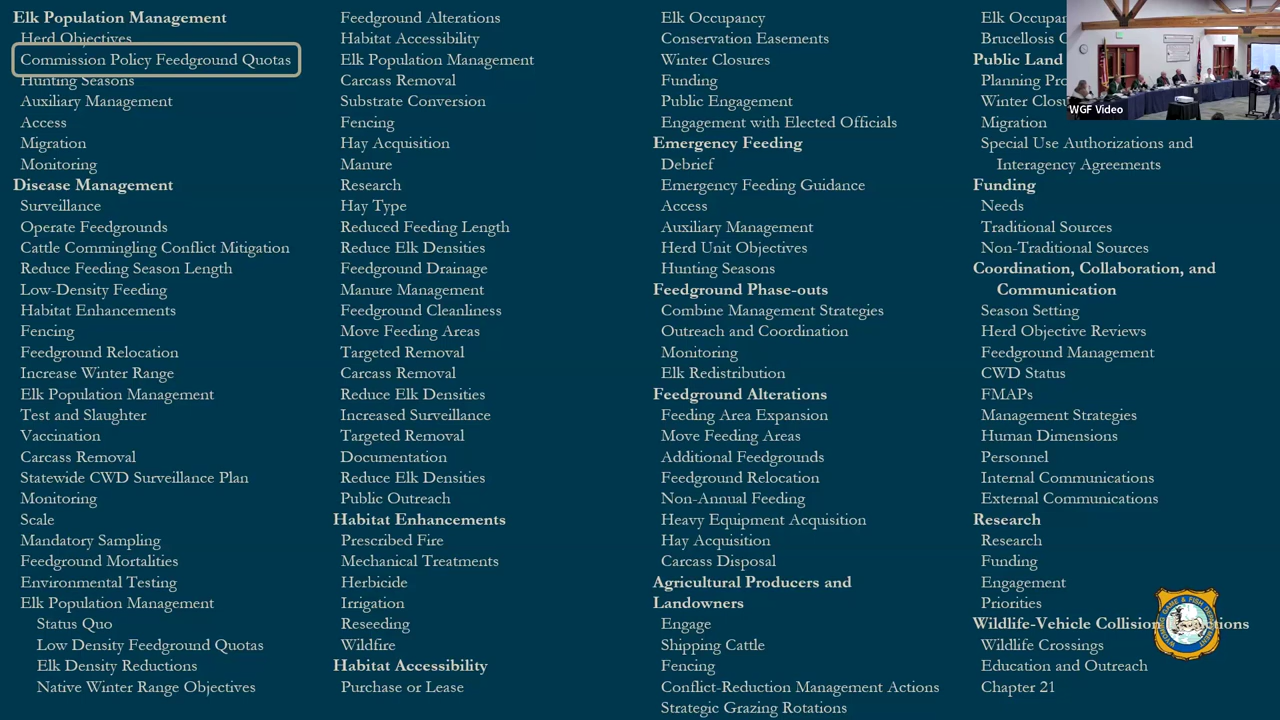 Elk Population Management
Herd Objectives
Commission Policy Feedground Quotas
Hunting Seasons
Auxiliary Management
Access
Migration
Monitoring
Disease Management
Surveillance
Operate Feedgrounds
Cattle Commingling Conflict Mitigation
Reduce Feeding Season Length
Low-Density Feeding
Habitat Enhancements
Fencing
Feedground Relocation
Increase Winter Range
Elk Population Management
Test and Slaughter
Vaccination
Carcass Removal
Statewide CWD Surveillance Plan
Monitoring
Scale
Mandatory Sampling
Feedground Mortalities
Environmental Testing
Elk Population Management
Status Quo
Low Density Feedground Quotas
Elk Density Reductions
Native Winter Range Objectives
Feedground Alterations
Habitat Accessibility
Elk Population Management
Carcass Removal
Substrate Conversion
Fencing
Hay Acquisition
Manure
Research
Hay Type
Reduced Feeding Length
Reduce Elk Densities
Feedground Drainage
Manure Management
Feedground Cleanliness
Move Feeding Areas
Targeted Removal
Carcass Removal
Reduce Elk Densities
Increased Surveillance
Targeted Removal
Documentation
Reduce Elk Densities
Public Outreach
Habitat Enhancements
Prescribed Fire
Mechanical Treatments
Herbicide
Irrigation
Reseeding
Wildfire
Habitat Accessibility
Purchase or Lease
Elk Occupancy
Conservation Easements
Winter Closures
Funding
Public Engagement
Engagement with Elected Officials
Emergency Feeding
Debrief
Emergency Feeding Guidance
Access
Auxiliary Management
Herd Unit Objectives
Hunting Seasons
Feedground Phase-outs
Combine Management Strategies
Outreach and Coordination
Monitoring
Elk Redistribution
Feedground Alterations
Feeding Area Expansion
Move Feeding Areas
Additional Feedgrounds
Feedground Relocation
Non-Annual Feeding
Heavy Equipment Acquisition
Hay Acquisition
Carcass Disposal
Agricultural Producers and
Landowners
Engage
Shipping Cattle
Fencing
Conflict-Reduction Management Actions
Strategic Grazing Rotations
Elk
Brucellosis
Public Land
Planning
Winter
Migration
Special Use Authorizations and
Interagency Agreements
Funding
Needs
Traditional Sources
Non-Traditional Sources
Coordination, Collaboration, and
Communication
Season Setting
Herd Objective Reviews
Feedground Management
CWD Status
FMAPs
Management Strategies
Human Dimensions
Personnel
Internal Communications
External Communications
Research
Research
Funding
Engagement
Priorities
Wildlife-Vehicle Collision
Wildlife Crossings
Education and Outreach
Chapter 21
WGF Video